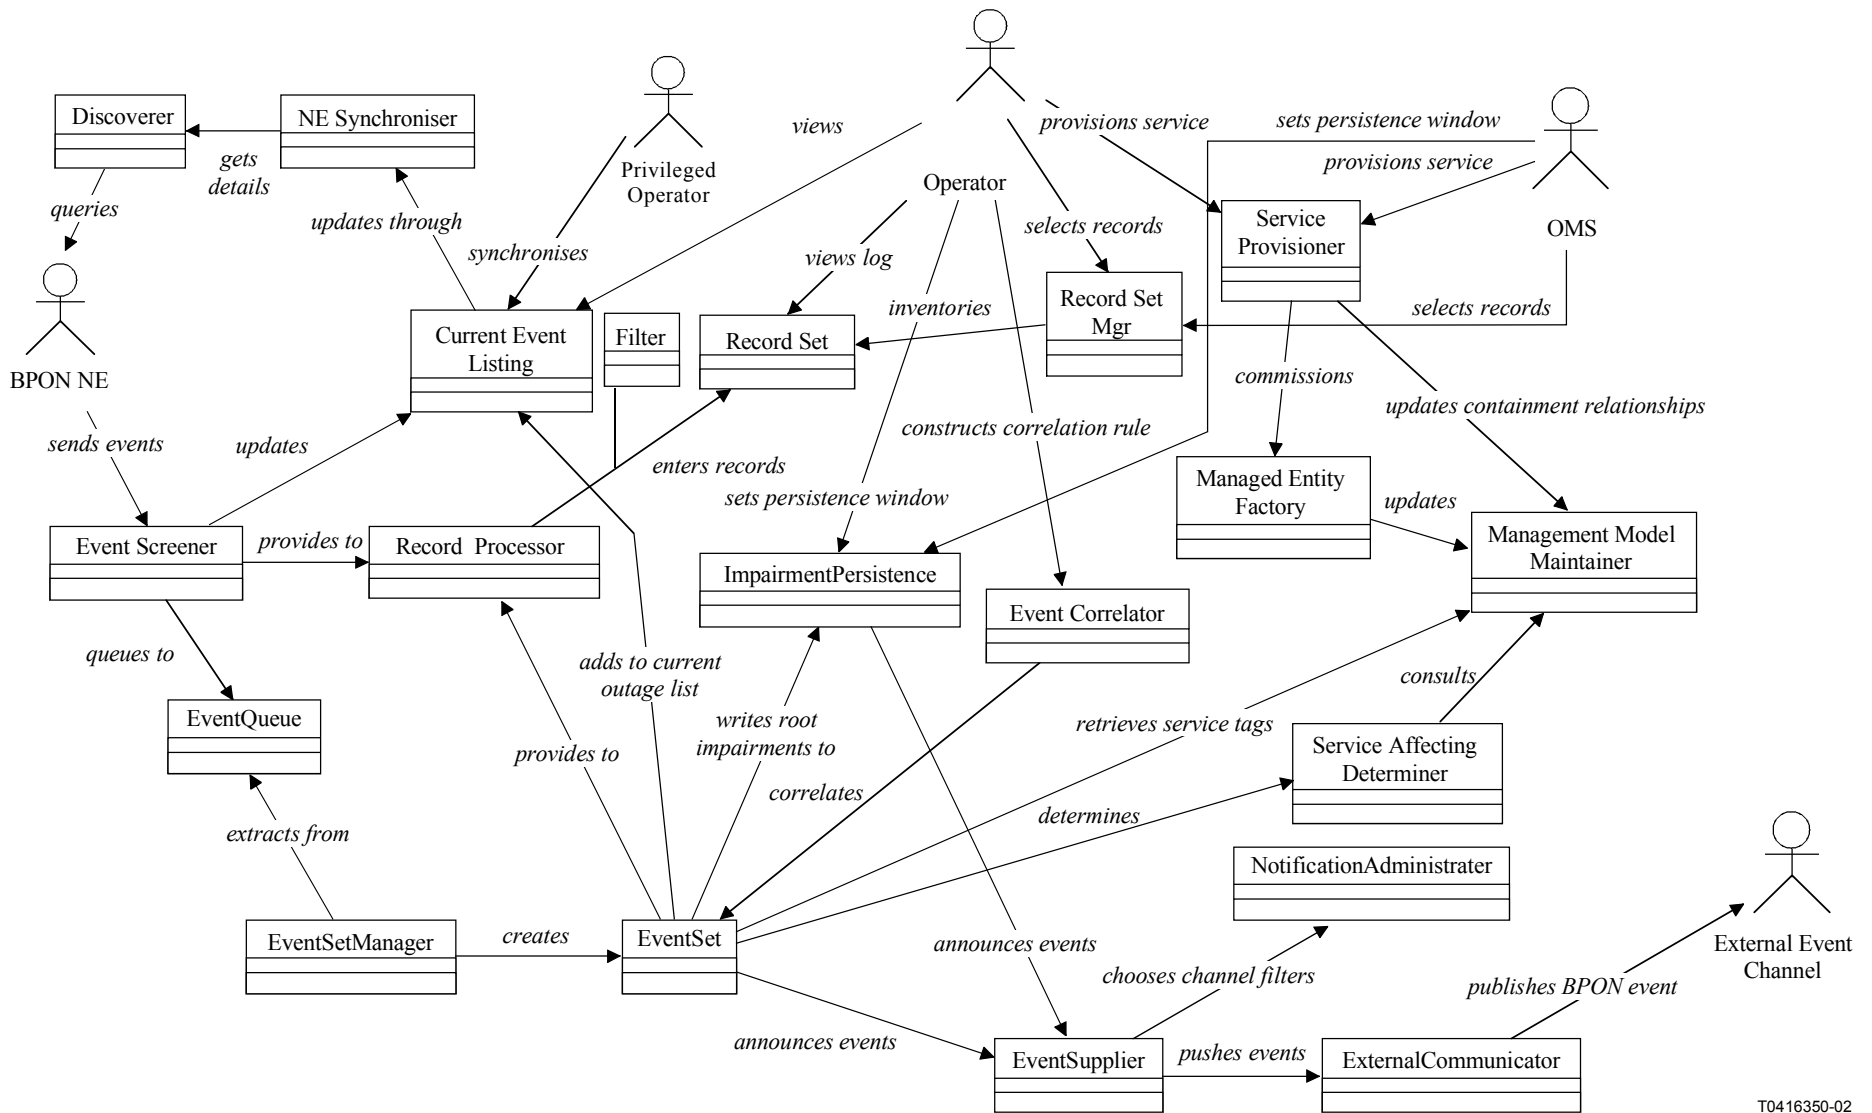 Discoverer
NE Synchroniser
gets
details
queries
updates through
Privileged
Operator
synchronises
views
Operator
provisions service
sets persistence window
provisions service
OMS
selects records
views log
inventories
Service
Provisioner
selects records
BPON NE
Current Event
Listing
Filter
Record Set
Record Set
Mgr
commissions
updates containment relationships
sends events
updates
enters records
constructs correlation rule
sets persistence window
Managed Entity
Factory
updates
Management Model
Maintainer
Event Screener
provides to
Record Processor
ImpairmentPersistence
Event Correlator
queues to
adds to current
outage list
consults
EventQueue
writes root
impairments to
retrieves service tags
provides to
Service Affecting
Determiner
correlates
determines
extracts from
NotificationAdministrater
EventSetManager
creates
EventSet
announces events
chooses channel filters
External Event
Channel
publishes BPON event
announces events
EventSupplier
pushes events
ExternalCommunicator
T0416350-02